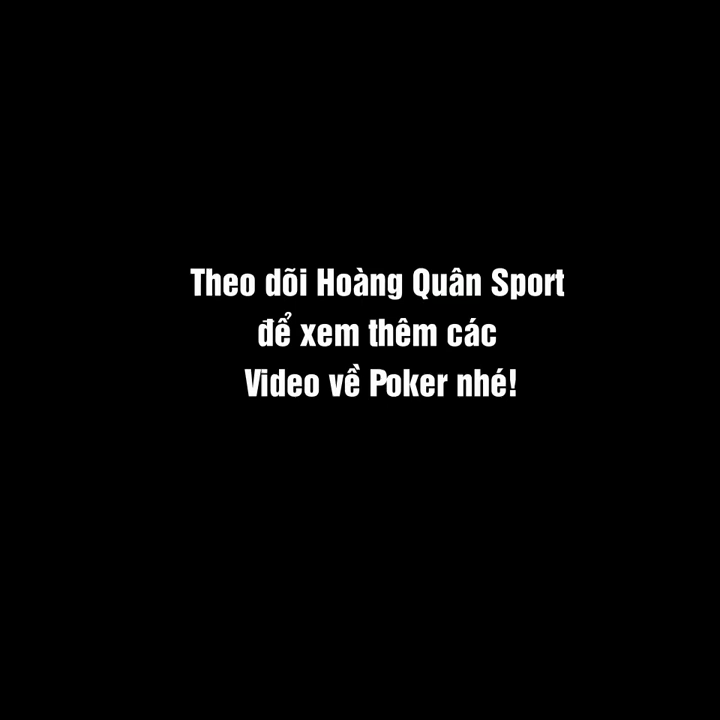 Theo dõi Hoàng Quân Sport
để xem thêm các
Video về Poker nhé!